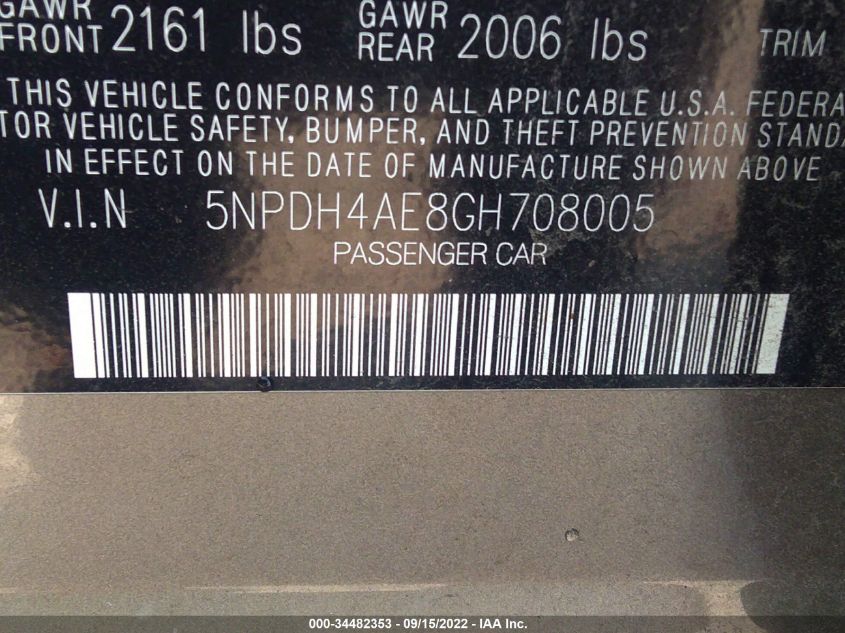 GAWR FRONT 2161 lbs GAWR REAR 2006 lbs TRIM
THIS VEHICLE CONFORMS TO ALL APPLICABLE U.S.A. FEDERA
TOR VEHICLE SAFETY, BUMPER, AND THEFT PREVENTION STANDA
IN EFFECT ON THE DATE OF MANUFACTURE SHOWN ABOVE
V.I.N 5NPDH4AE8GH708005
PASSENGER CAR
000-34482353 - 09/15/2022 - IAA Inc.